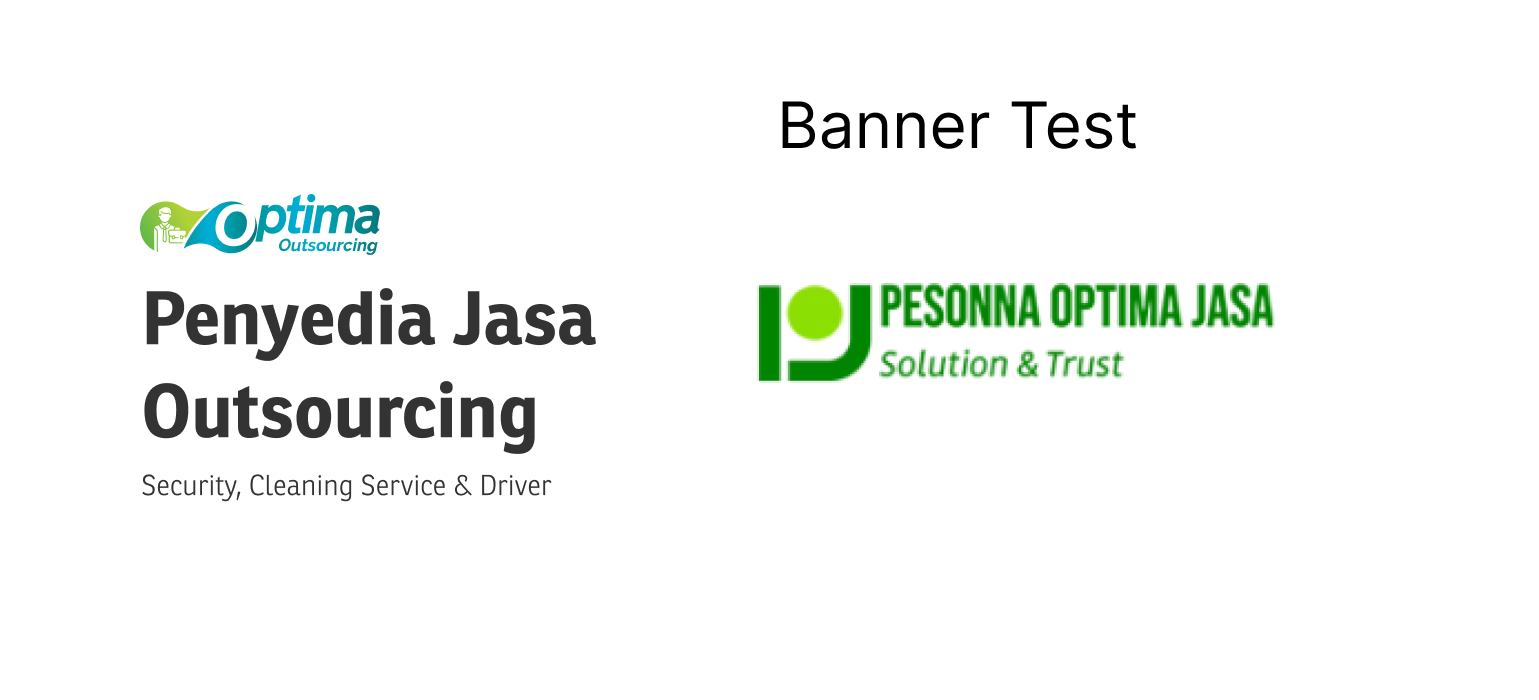 Banner Test
Optima
Outsourcing
Penyedia Jasa
Outsourcing
Security, Cleaning Service & Driver
PESONNA OPTIMA JASA
Solution & Trust